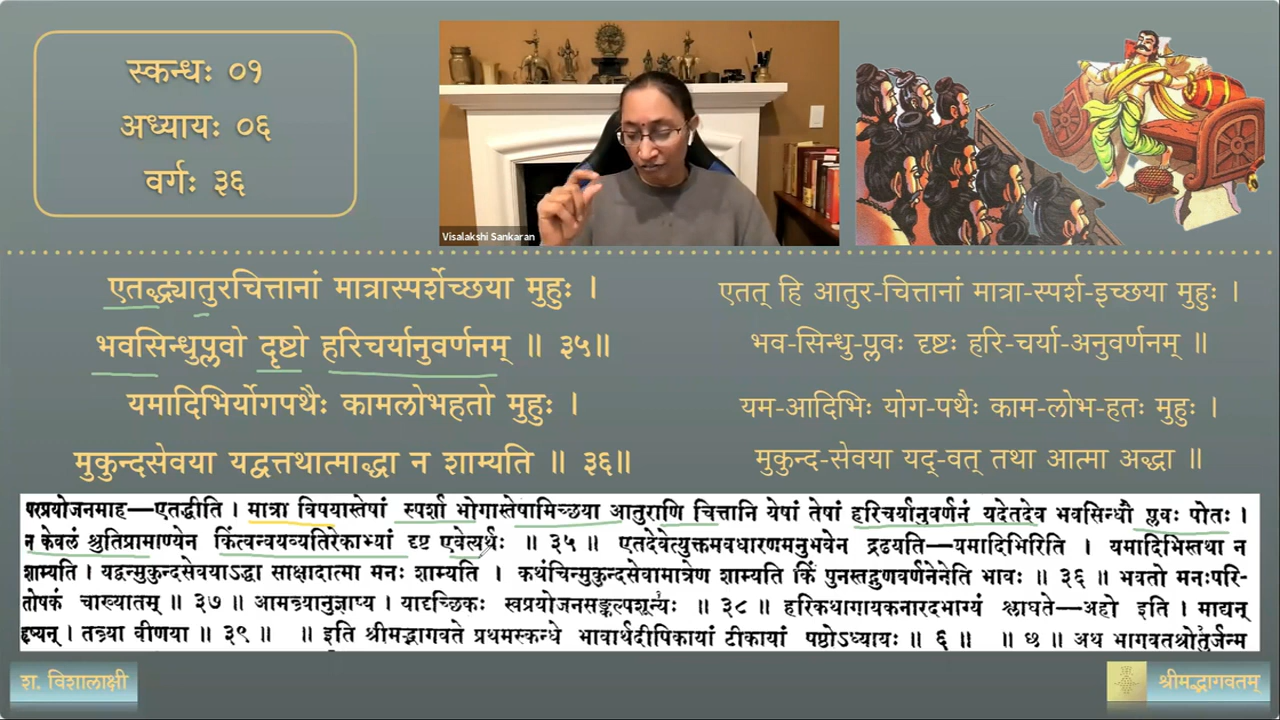 स्कन्धः ०१
अध्यायः ०६
वर्गः ३६
Visalakshi Sankaran
एतद्ध्यातुरचित्तानां मात्रास्पर्शेच्छया मुहुः ।
भवसिन्धुप्लवो दृष्टो हरिचर्यानुवर्णनम् ॥ ३५॥
यमादिभिर्योगपथैः कामलोभहतो मुहुः ।
मुकुन्दसेवया यद्वत्तथात्माद्धा न शाम्यति ॥ ३६॥
एतत् हि आतुर-चित्तानां मात्रा-स्पर्श-इच्छया मुहुः ।
भव-सिन्धु-प्लवः दृष्टः हरि-चर्या-अनुवर्णनम् ॥
यम-आदिभिः योग-पथैः काम-लोभ-हतः मुहुः ।
मुकुन्द-सेवया यद्-वत् तथा आत्मा अद्धा ॥
परप्रयोजनमाह—एतद्धीति । मात्रा विषयास्तेषां स्पर्शा भोगास्तेषामिच्छया आतुराणि चित्तानि येषां तेषां हरिचर्यानुवर्णनं यदेतदेव भवसिन्धौ प्लवः पोतः ।
न केवलं श्रुतिप्रामाण्येन किंत्वन्वयव्यतिरेकाभ्यां दृष्ट एवेत्यर्थः ॥ ३५ ॥ एतदेवेत्युक्तमवधारणमनुभवेन द्रढयति—यमादिभिरिति । यमादिभिस्तथा न
शाम्यति । यद्वन्मुकुन्दसेवयाऽद्धा साक्षादात्मा मनः शाम्यति । कथंचिन्मुकुन्दसेवामात्रेण शाम्यति किं पुनस्तद्गुणवर्णनेनेति भावः ॥ ३६ ॥ भवतो मनःपरि-
तोषकं चाख्यातम् ॥ ३७ ॥ आमन्त्र्यानुज्ञाप्य । यादृच्छिकः स्वप्रयोजनसङ्कल्पशून्यः ॥ ३८ ॥ हरिकथागायकनारदभाग्यं श्लाघते—अहो इति । माद्यन्
हृष्यन् । तन्त्र्या वीणया ॥ ३९ ॥ ॥ इति श्रीमद्भागवते प्रथमस्कन्धे भावार्थदीपिकायां टीकायां षष्ठोऽध्यायः ॥ ६ ॥ ॥ छ ॥ अथ भागवतश्रोतुर्जन्म
श. विशालाक्षी
श्रीमद्भागवतम्